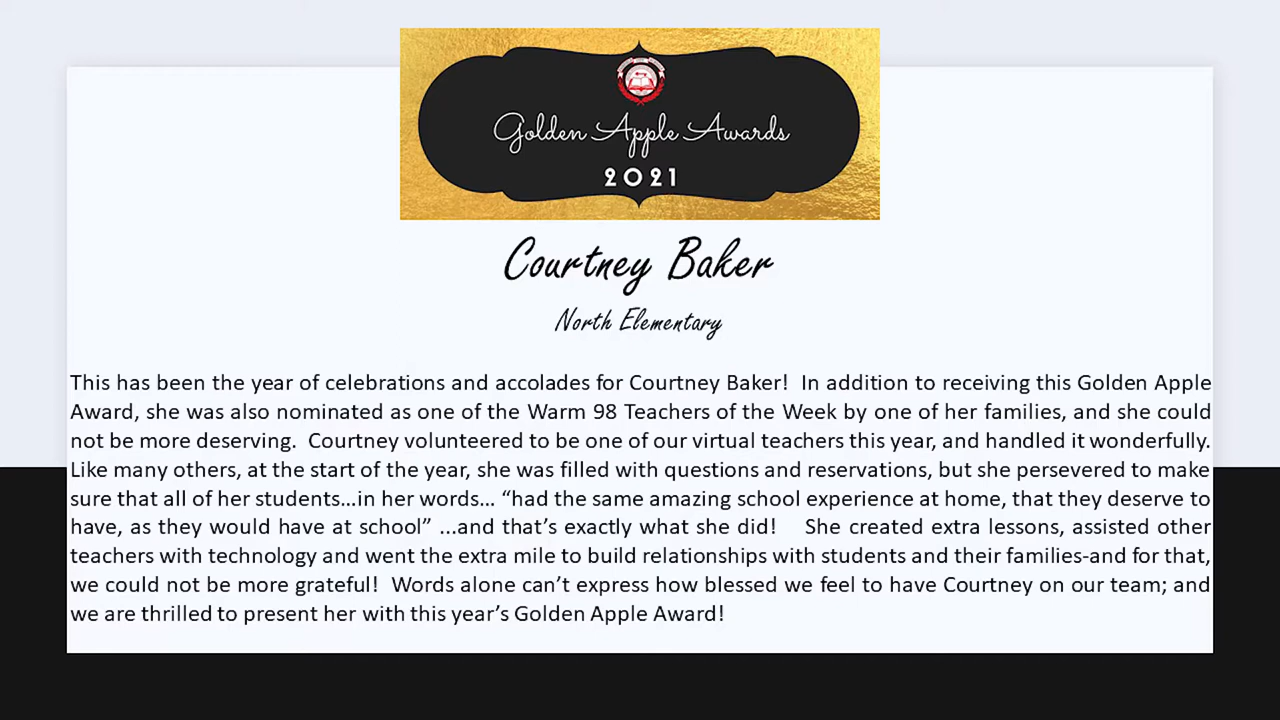 Golden Apple Awards
2021
Courtney Baker
North Elementary
This has been the year of celebrations and accolades for Courtney Baker!  In addition to receiving this Golden Apple
Award, she was also nominated as one of the Warm 98 Teachers of the Week by one of her families, and she could
not be more deserving.  Courtney volunteered to be one of our virtual teachers this year, and handled it wonderfully.
Like many others, at the start of the year, she was filled with questions and reservations, but she persevered to make
sure that all of her students…in her words… “had the same amazing school experience at home, that they deserve to
have, as they would have at school” …and that’s exactly what she did!    She created extra lessons, assisted other
teachers with technology and went the extra mile to build relationships with students and their families-and for that,
we could not be more grateful!  Words alone can’t express how blessed we feel to have Courtney on our team; and
we are thrilled to present her with this year’s Golden Apple Award!